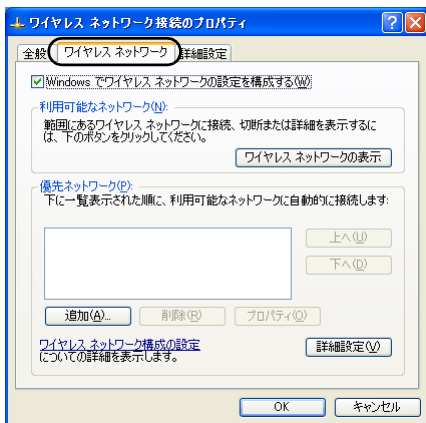 ワイヤレス ネットワーク接続のプロパティ
全般 ワイヤレス ネットワーク 詳細設定
Windows でワイヤレス ネットワークの設定を構成する(W)
利用可能なネットワーク(N):
範囲にあるワイヤレス ネットワークに接続、切断または詳細を表示するに
は、下のボタンをクリックしてください。
ワイヤレス ネットワークの表示
優先ネットワーク(P):
下に一覧表示された順に、利用可能なネットワークに自動的に接続します:
上へ(U)
下へ(D)
追加(A)... 削除(R) プロパティ(O)
ワイヤレス ネットワーク構成の設定
についての詳細を表示します。
詳細設定(V)
OK キャンセル